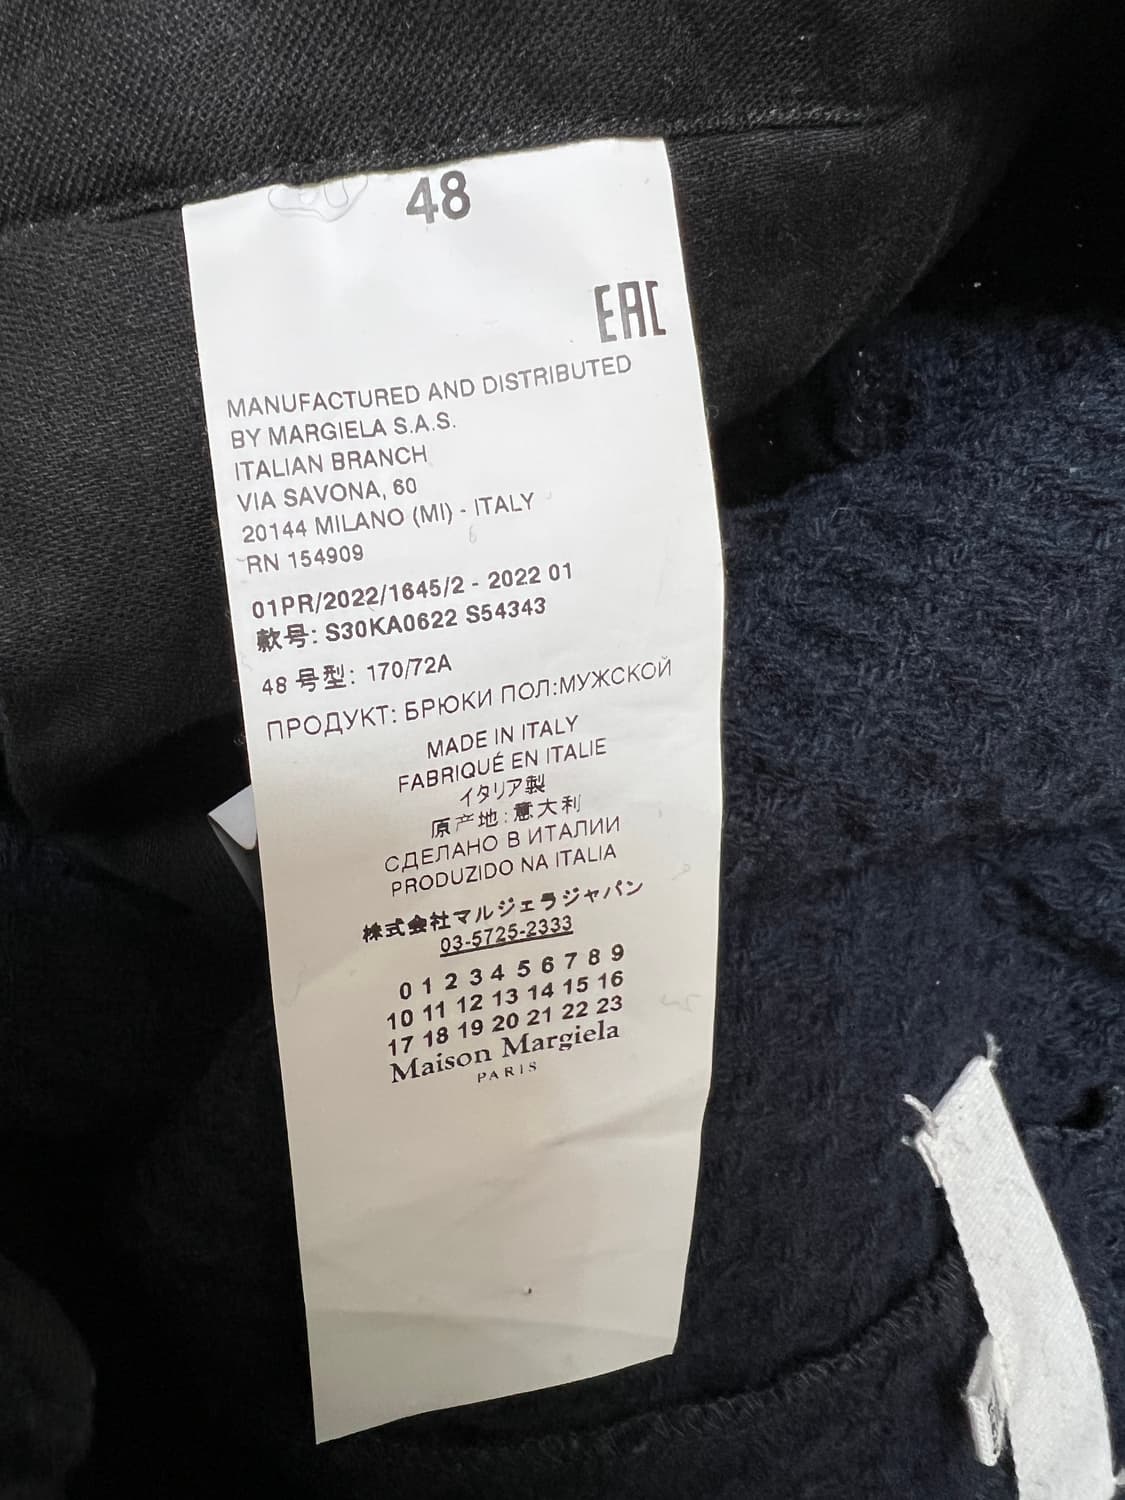 48
EAC
MANUFACTURED AND DISTRIBUTED
BY MARGIELA S.A.S.
ITALIAN BRANCH
VIA SAVONA, 60
20144 MILANO (MI) - ITALY
RN 154909
01PR/2022/1645/2 - 2022 01
款号: S30KA0622 S54343
48 号型: 170/72A
ПРОДУКТ: БРЮКИ ПОЛ:МУЖСКОЙ
MADE IN ITALY
FABRIQUÉ EN ITALIE
イタリア製
原产地:意大利
СДЕЛАНО В ИТАЛИИ
PRODUZIDO NA ITALIA
株式会社マルジェラジャパン
03-5725-2333
0 1 2 3 4 5 6 7 8 9
10 11 12 13 14 15 16
17 18 19 20 21 22 23
Maison Margiela
PARIS